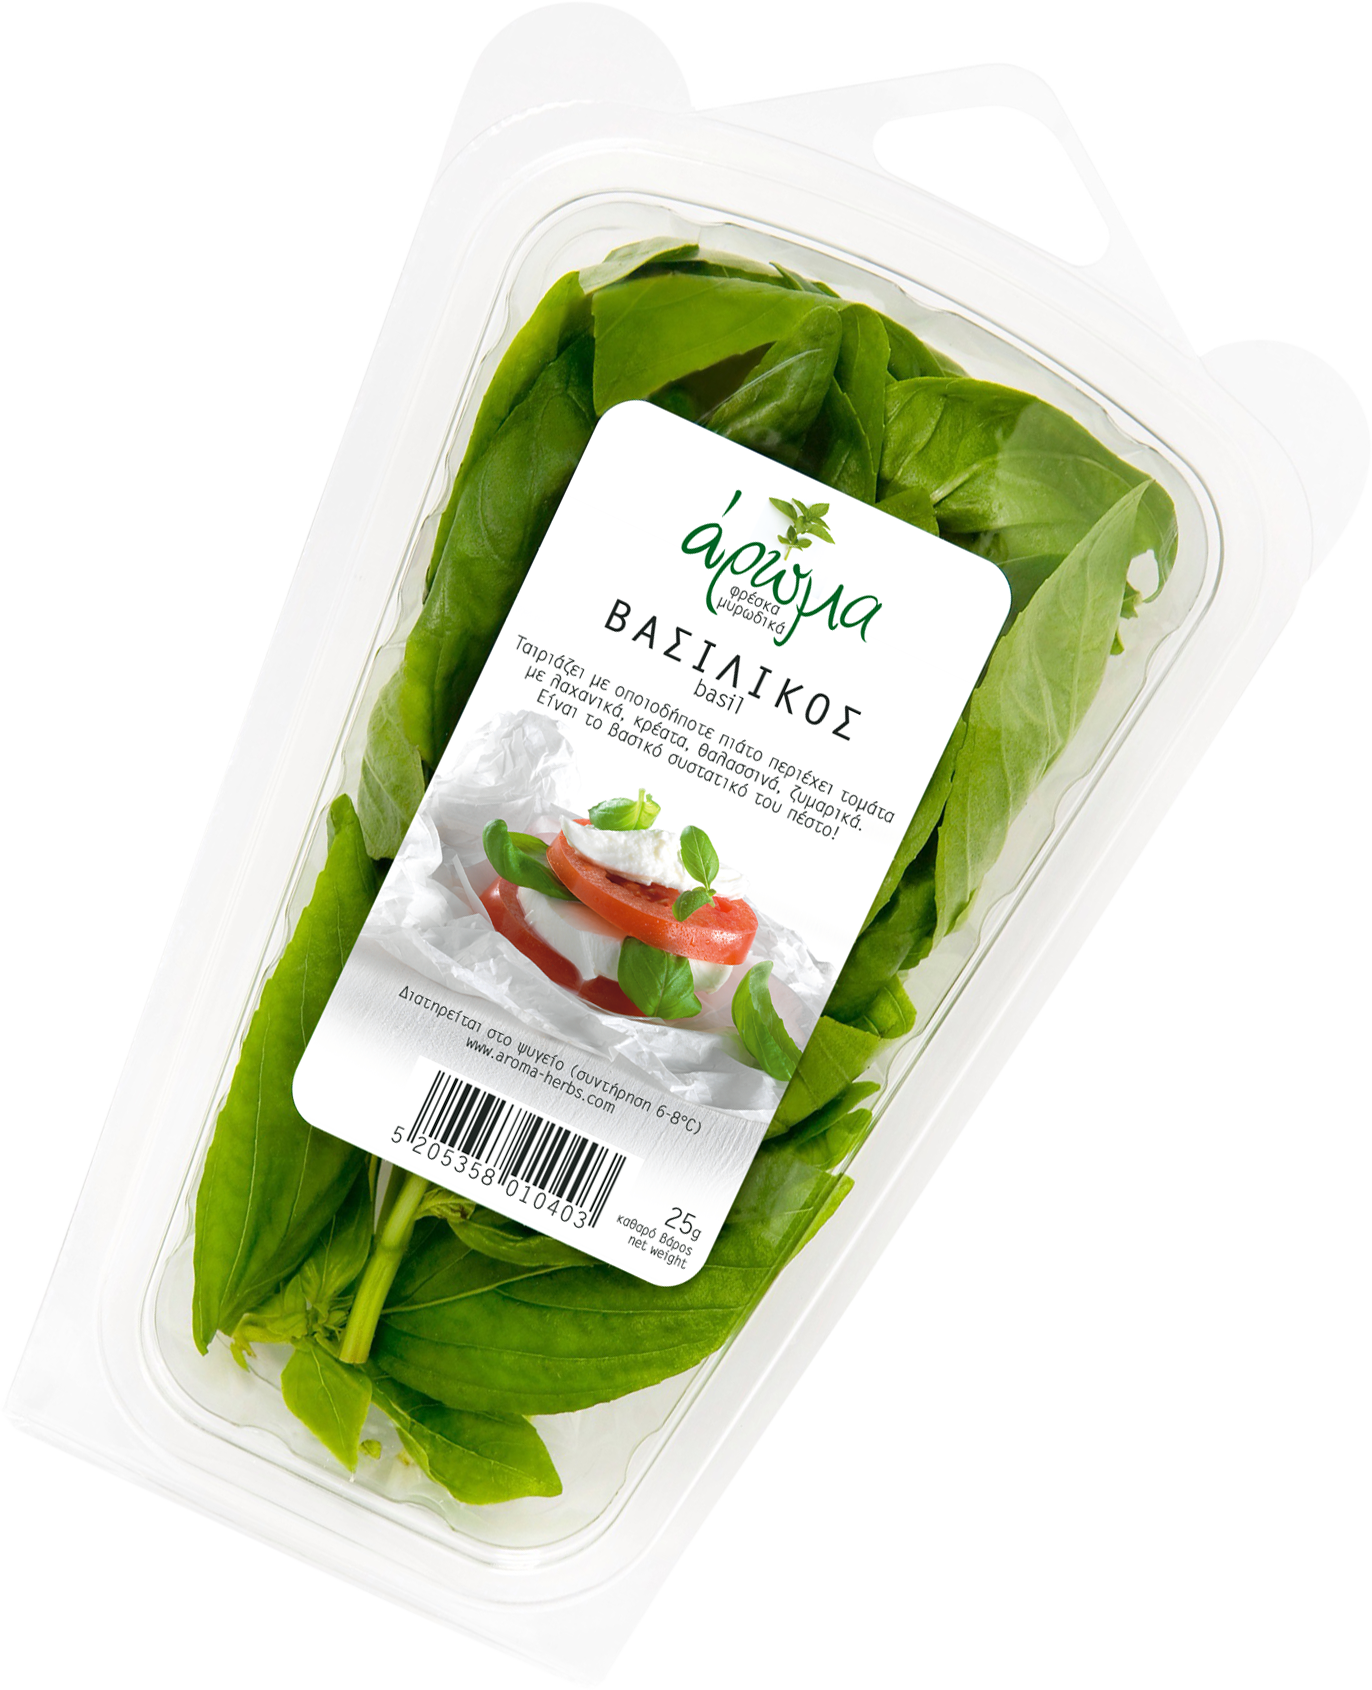 άρωμα
φρέσκα
μυρωδικά
ΒΑΣΙΛΙΚΟΣ
basil
Ταιριάζει με οποιοδήποτε πιάτο περιέχει τομάτα
με λαχανικά, κρέατα, θαλασσινά, ζυμαρικά.
Είναι το βασικό συστατικό του πέστο!
Διατηρείται στο ψυγείο (συντήρηση 6-8°C)
www.aroma-herbs.com
5 205358 010403
25g
καθαρό βάρος
net weight